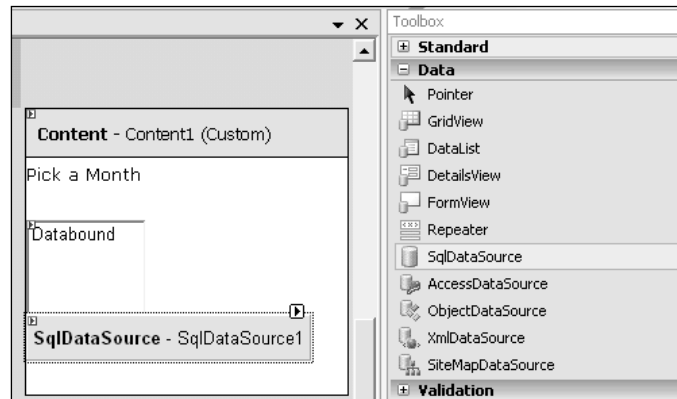 Content - Content1 (Custom)
Pick a Month
Databound
SqlDataSource - SqlDataSource1
Toolbox
Standard
Data
Pointer
GridView
DataList
DetailsView
FormView
Repeater
SqlDataSource
AccessDataSource
ObjectDataSource
XmlDataSource
SiteMapDataSource
Validation